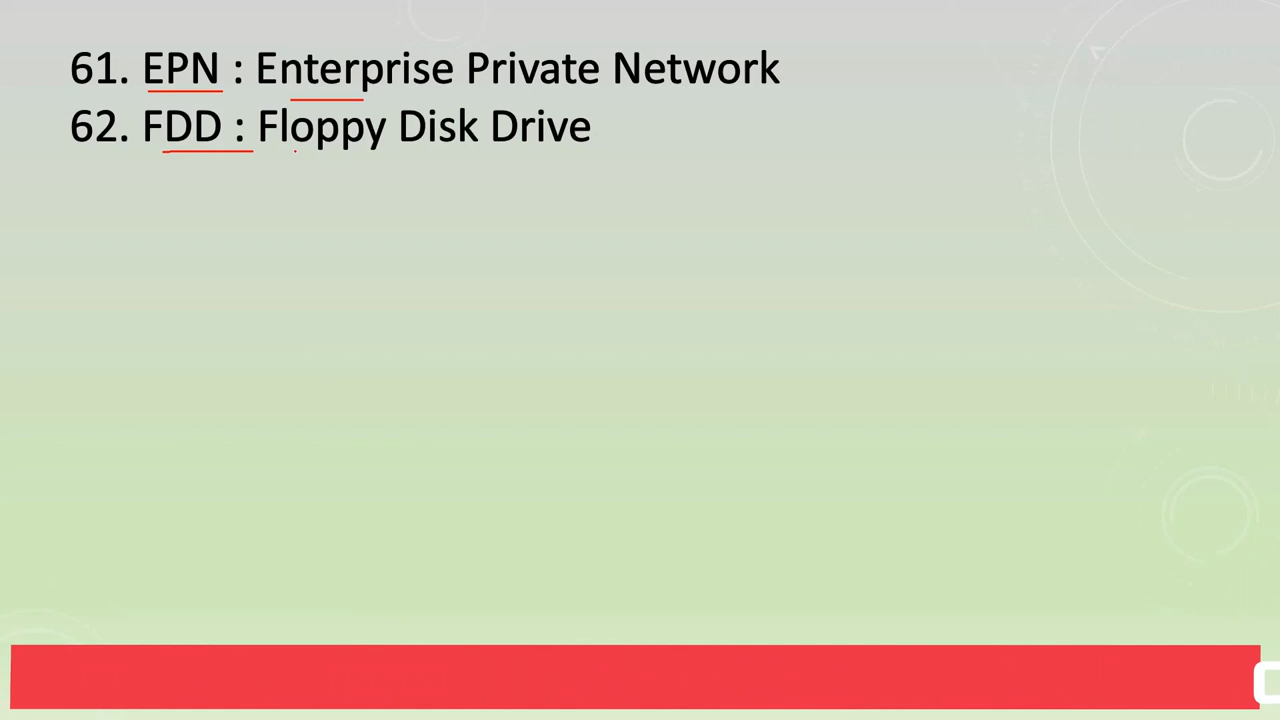 61. EPN : Enterprise Private Network
62. FDD : Floppy Disk Drive